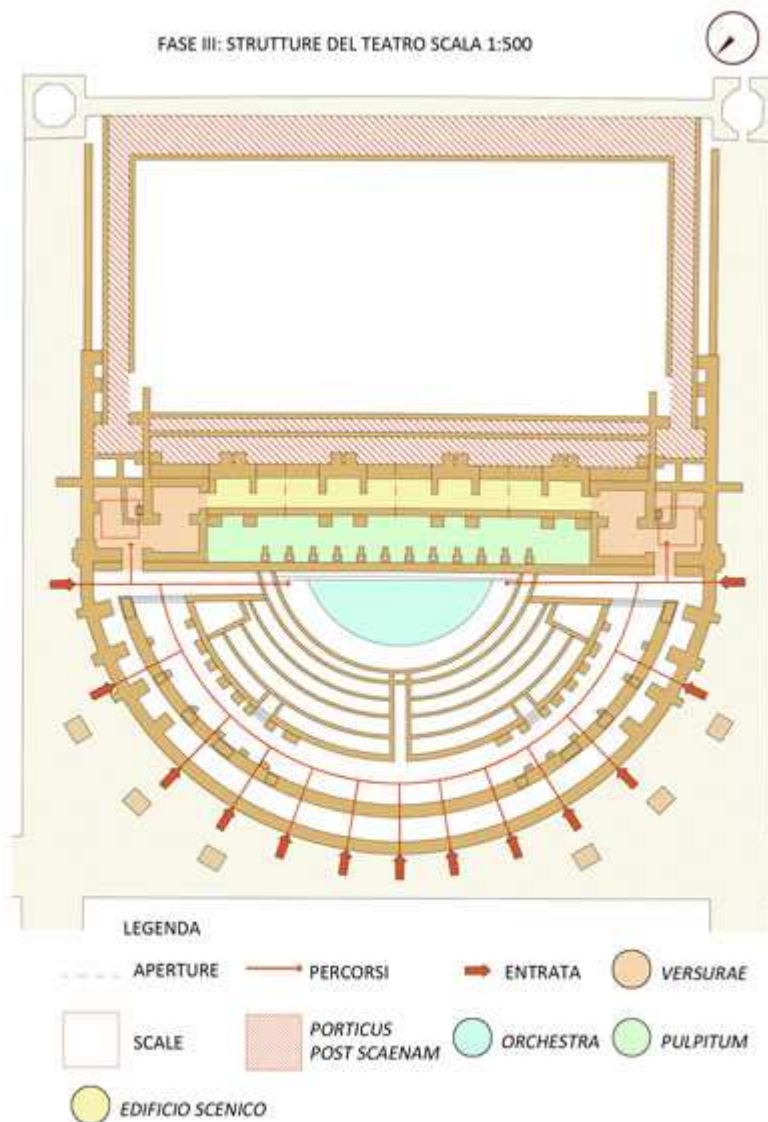 FASE III: STRUTTURE DEL TEATRO SCALA 1:500
LEGENDA
APERTURE
PERCORSI
ENTRATA
VERSURAE
SCALE
PORTICUS
POST SCAENAM
ORCHESTRA
PULPITUM
EDIFICIO SCENICO